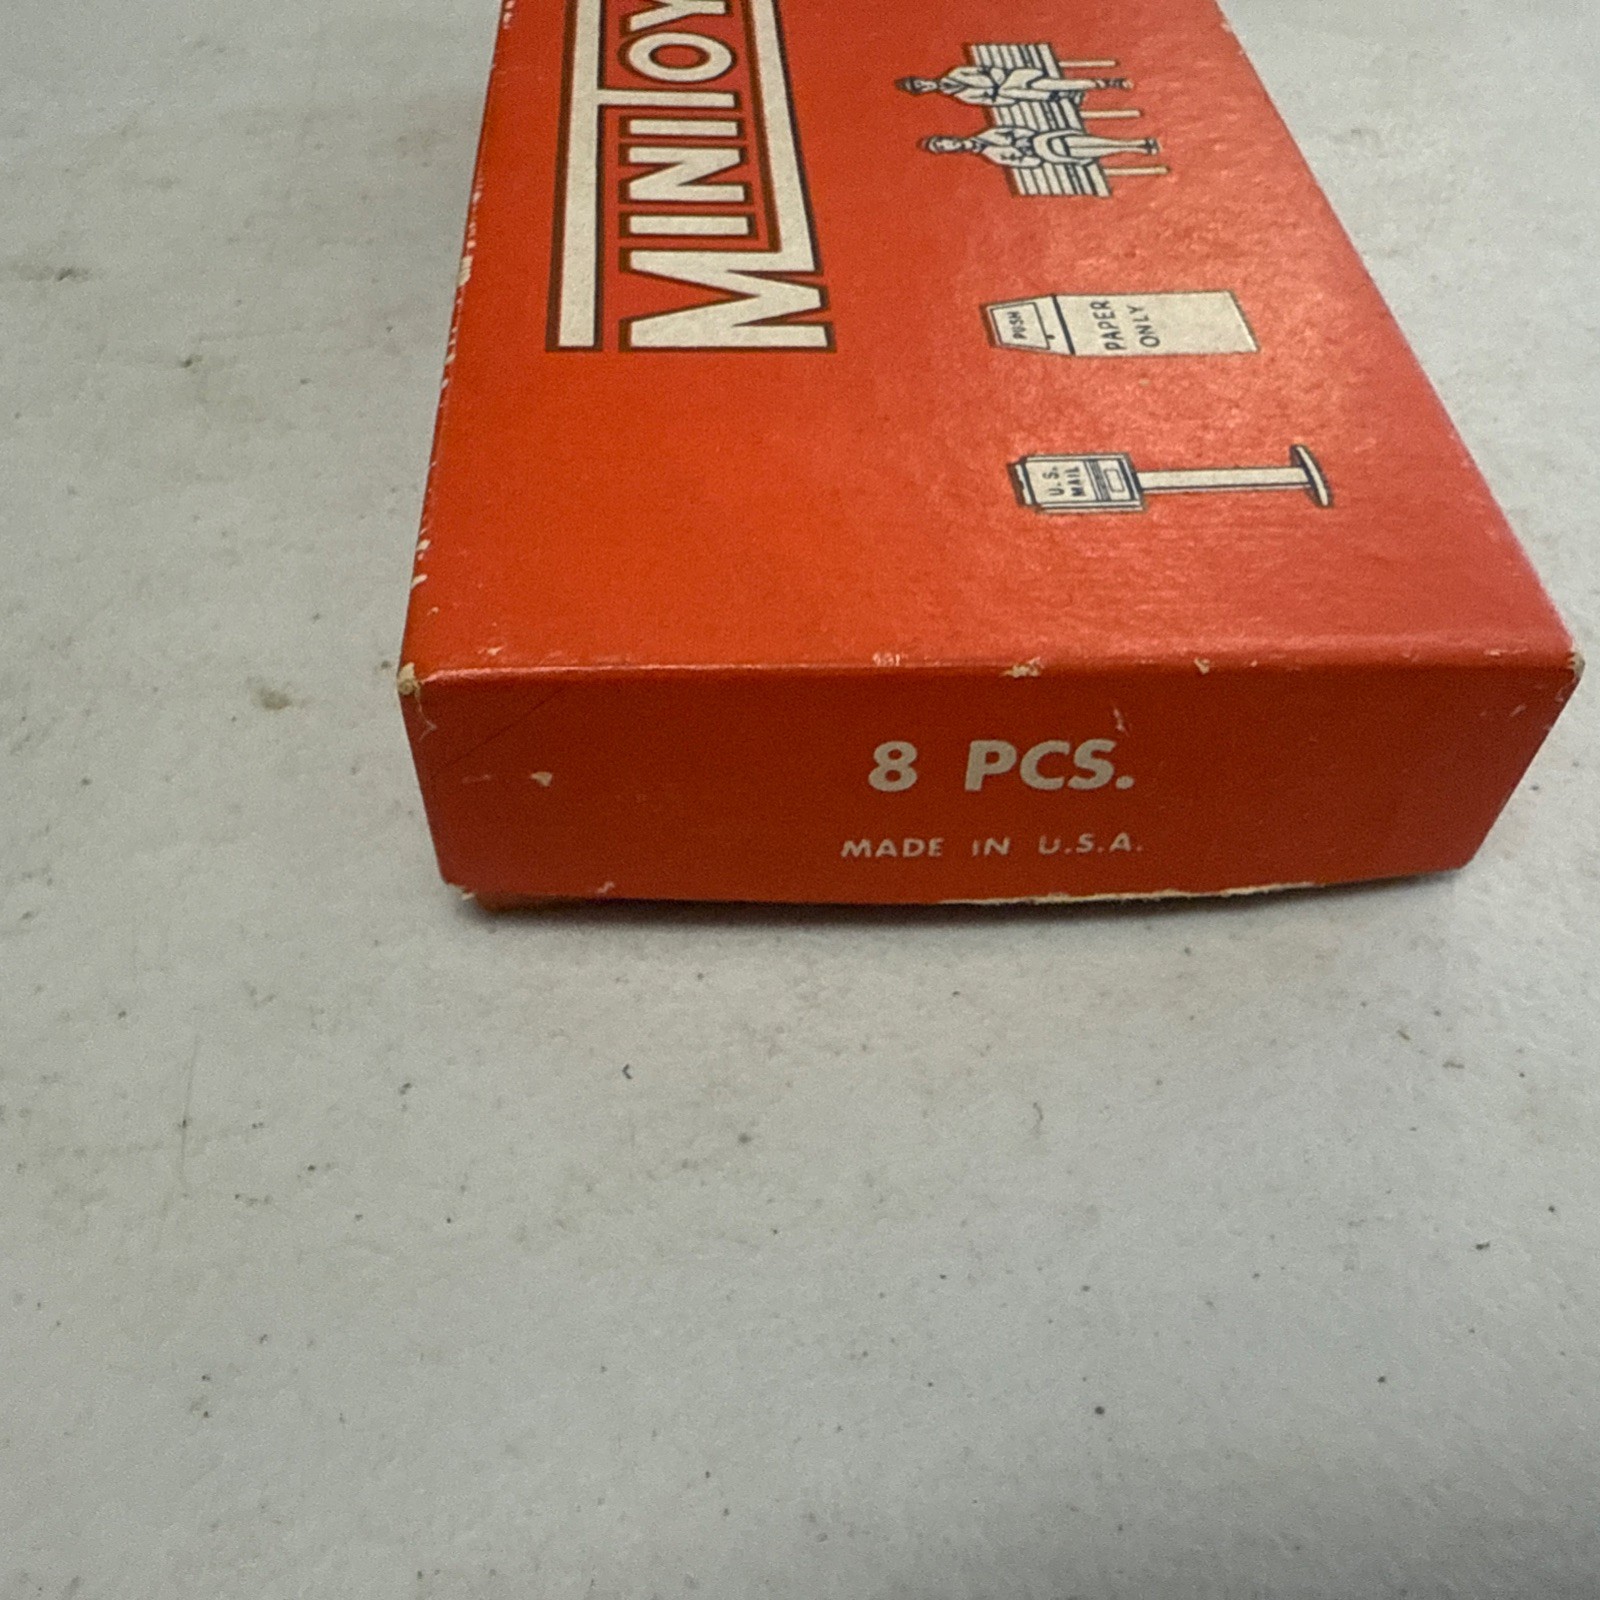 MINITOY
PUSH
PAPER
ONLY
U.S.
MAIL
8 PCS.
MADE IN U.S.A.